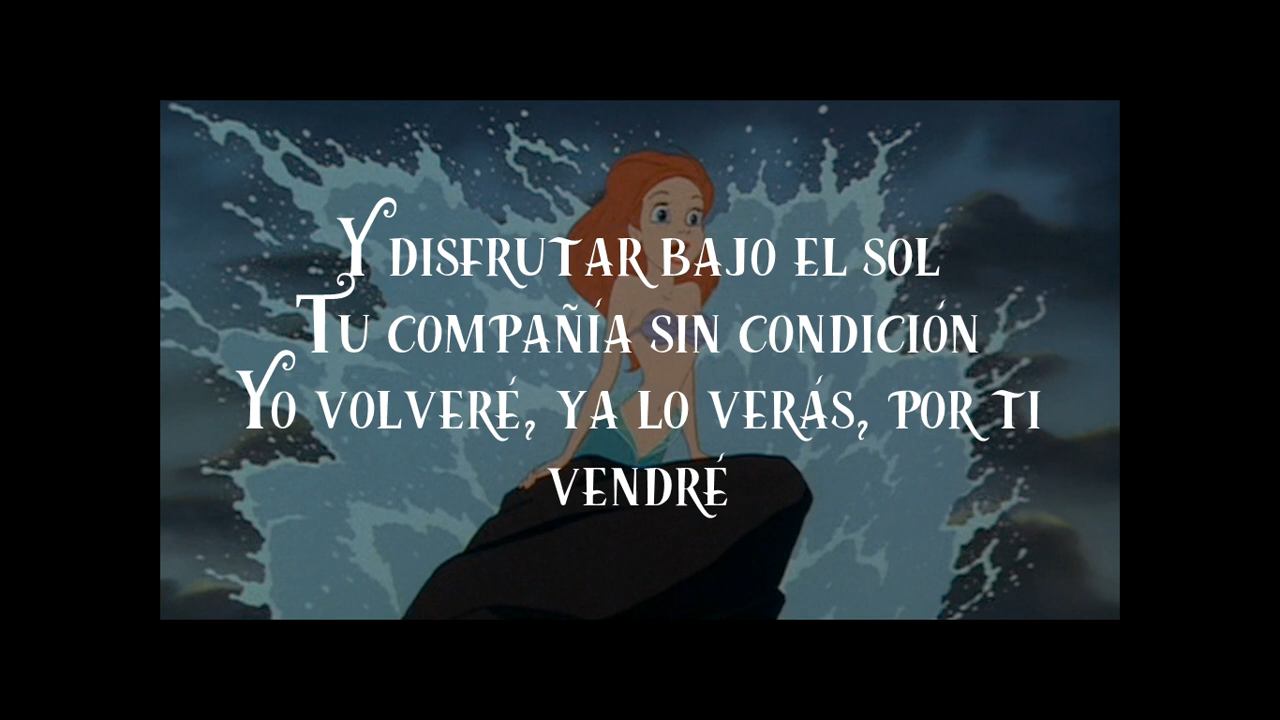 Y disfrutar bajo el sol
Tu compañía sin condición
Yo volveré, ya lo verás, por ti
vendré